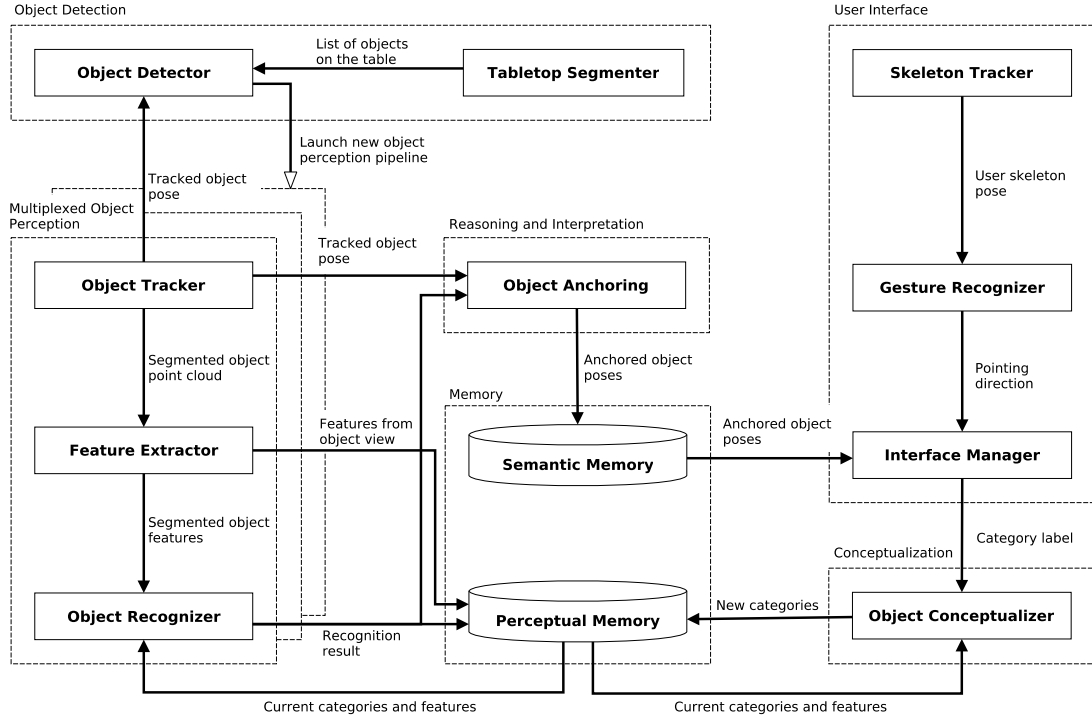 Object Detection
User Interface
Object Detector
List of objects
on the table
Tabletop Segmenter
Skeleton Tracker
Launch new object
perception pipeline
Tracked object
pose
User skeleton
pose
Multiplexed Object
Perception
Reasoning and Interpretation
Tracked object
pose
Object Tracker
Object Anchoring
Gesture Recognizer
Segmented object
point cloud
Anchored object
poses
Pointing
direction
Memory
Features from
object view
Anchored object
poses
Feature Extractor
Semantic Memory
Interface Manager
Segmented object
features
Category label
Conceptualization
Object Recognizer
Recognition
result
Perceptual Memory
New categories
Object Conceptualizer
Current categories and features
Current categories and features